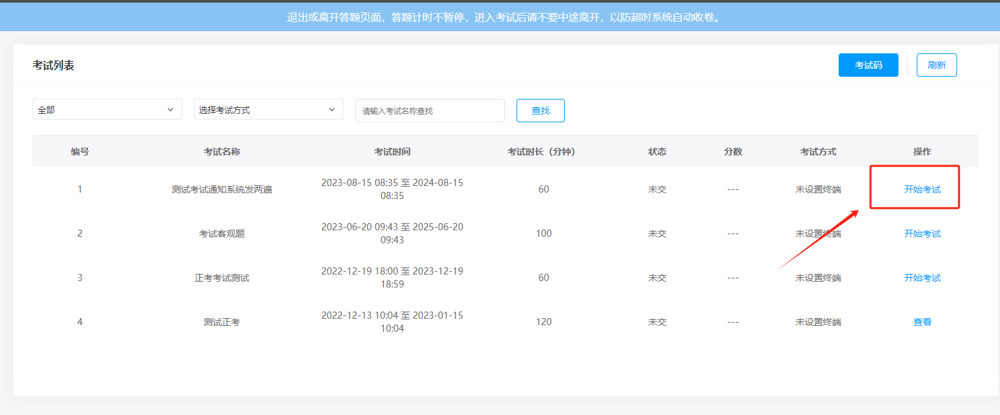 退出或离开答题页面，答题计时不暂停，进入考试后请不要中途离开，以防超时系统自动收卷。
考试列表 考试码 刷新
全部 选择考试方式 请输入考试名称查找 查找
编号 考试名称 考试时间 考试时长（分钟） 状态 分数 考试方式 操作
1 测试考试通知系统发两遍 2023-08-15 08:35 至 2024-08-15 60 未交 --- 未设置终端 开始考试
08:35
2 考试客观题 2023-06-20 09:43 至 2025-06-20 100 未交 --- 未设置终端 开始考试
09:43
3 正考考试测试 2022-12-19 18:00 至 2023-12-19 60 未交 --- 未设置终端 开始考试
18:59
4 测试正考 2022-12-13 10:04 至 2023-01-15 120 未交 --- 未设置终端 查看
10:04